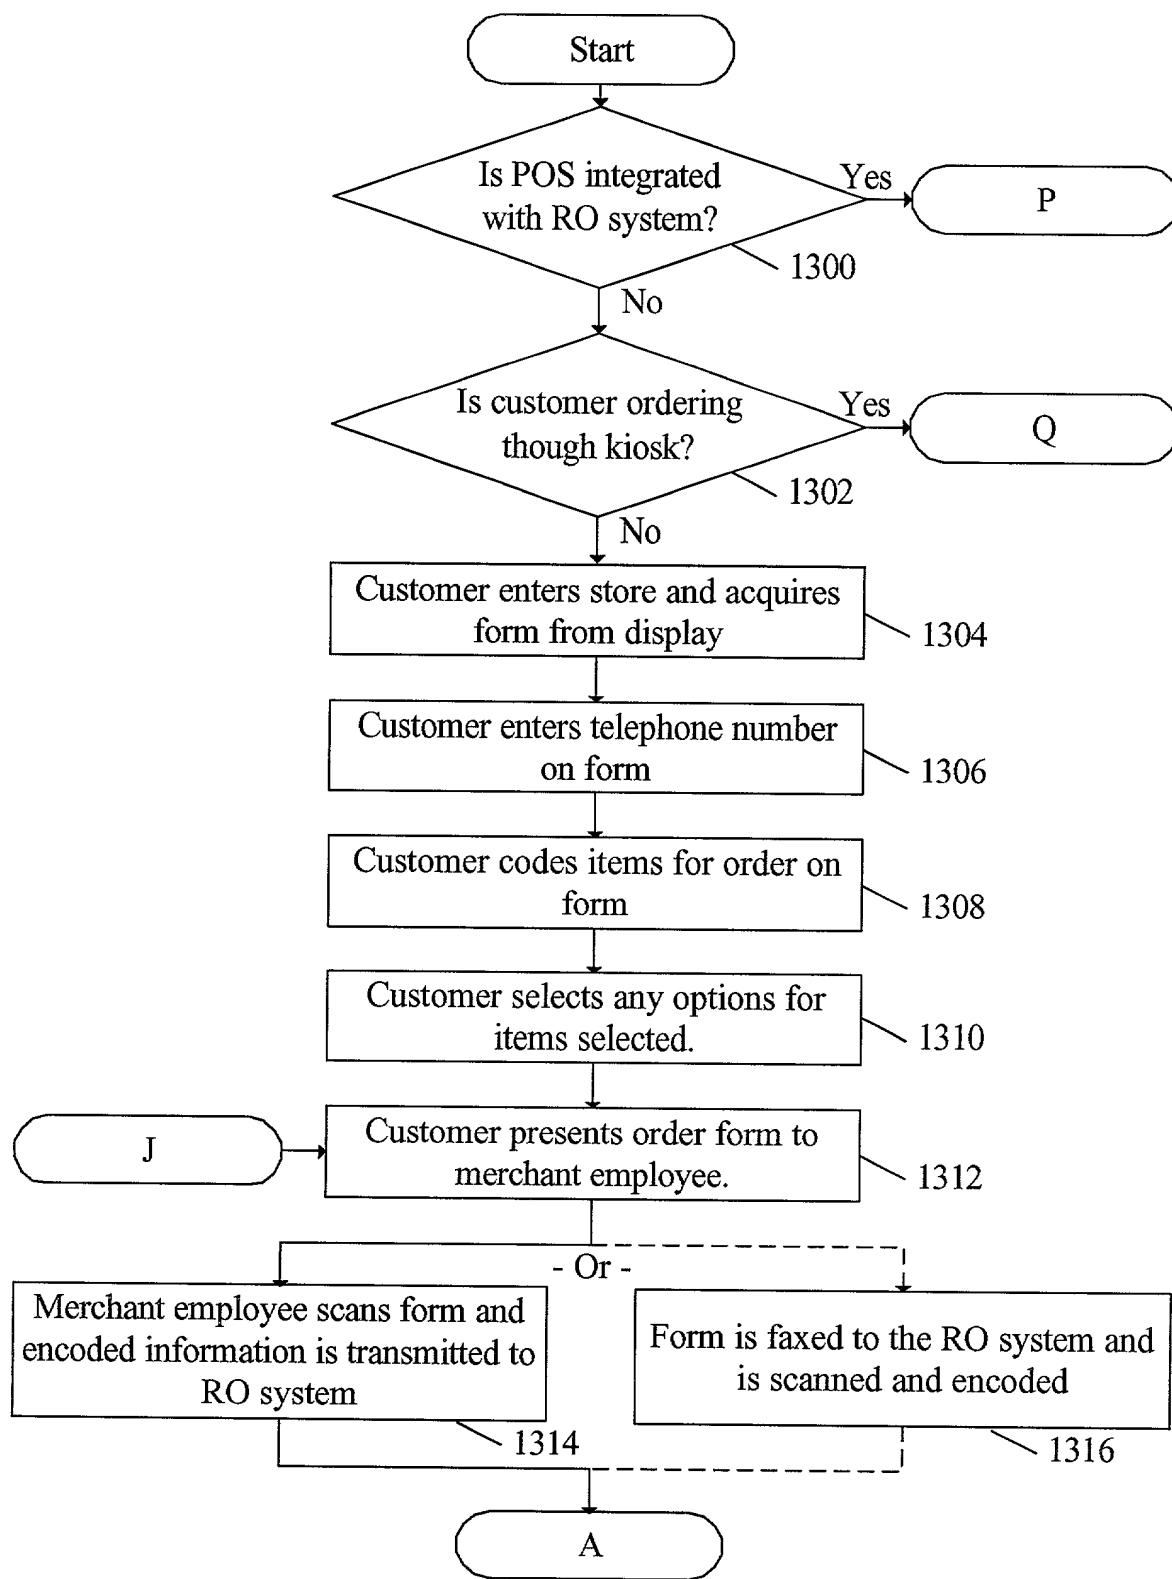 Start
Is POS integrated
with RO system?
Yes
P
1300
No
Is customer ordering
though kiosk?
Yes
Q
1302
No
Customer enters store and acquires
form from display
1304
Customer enters telephone number
on form
1306
Customer codes items for order on
form
1308
Customer selects any options for
items selected.
1310
J
Customer presents order form to
merchant employee.
1312
- Or -
Merchant employee scans form and
encoded information is transmitted to
RO system
1314
Form is faxed to the RO system and
is scanned and encoded
1316
A